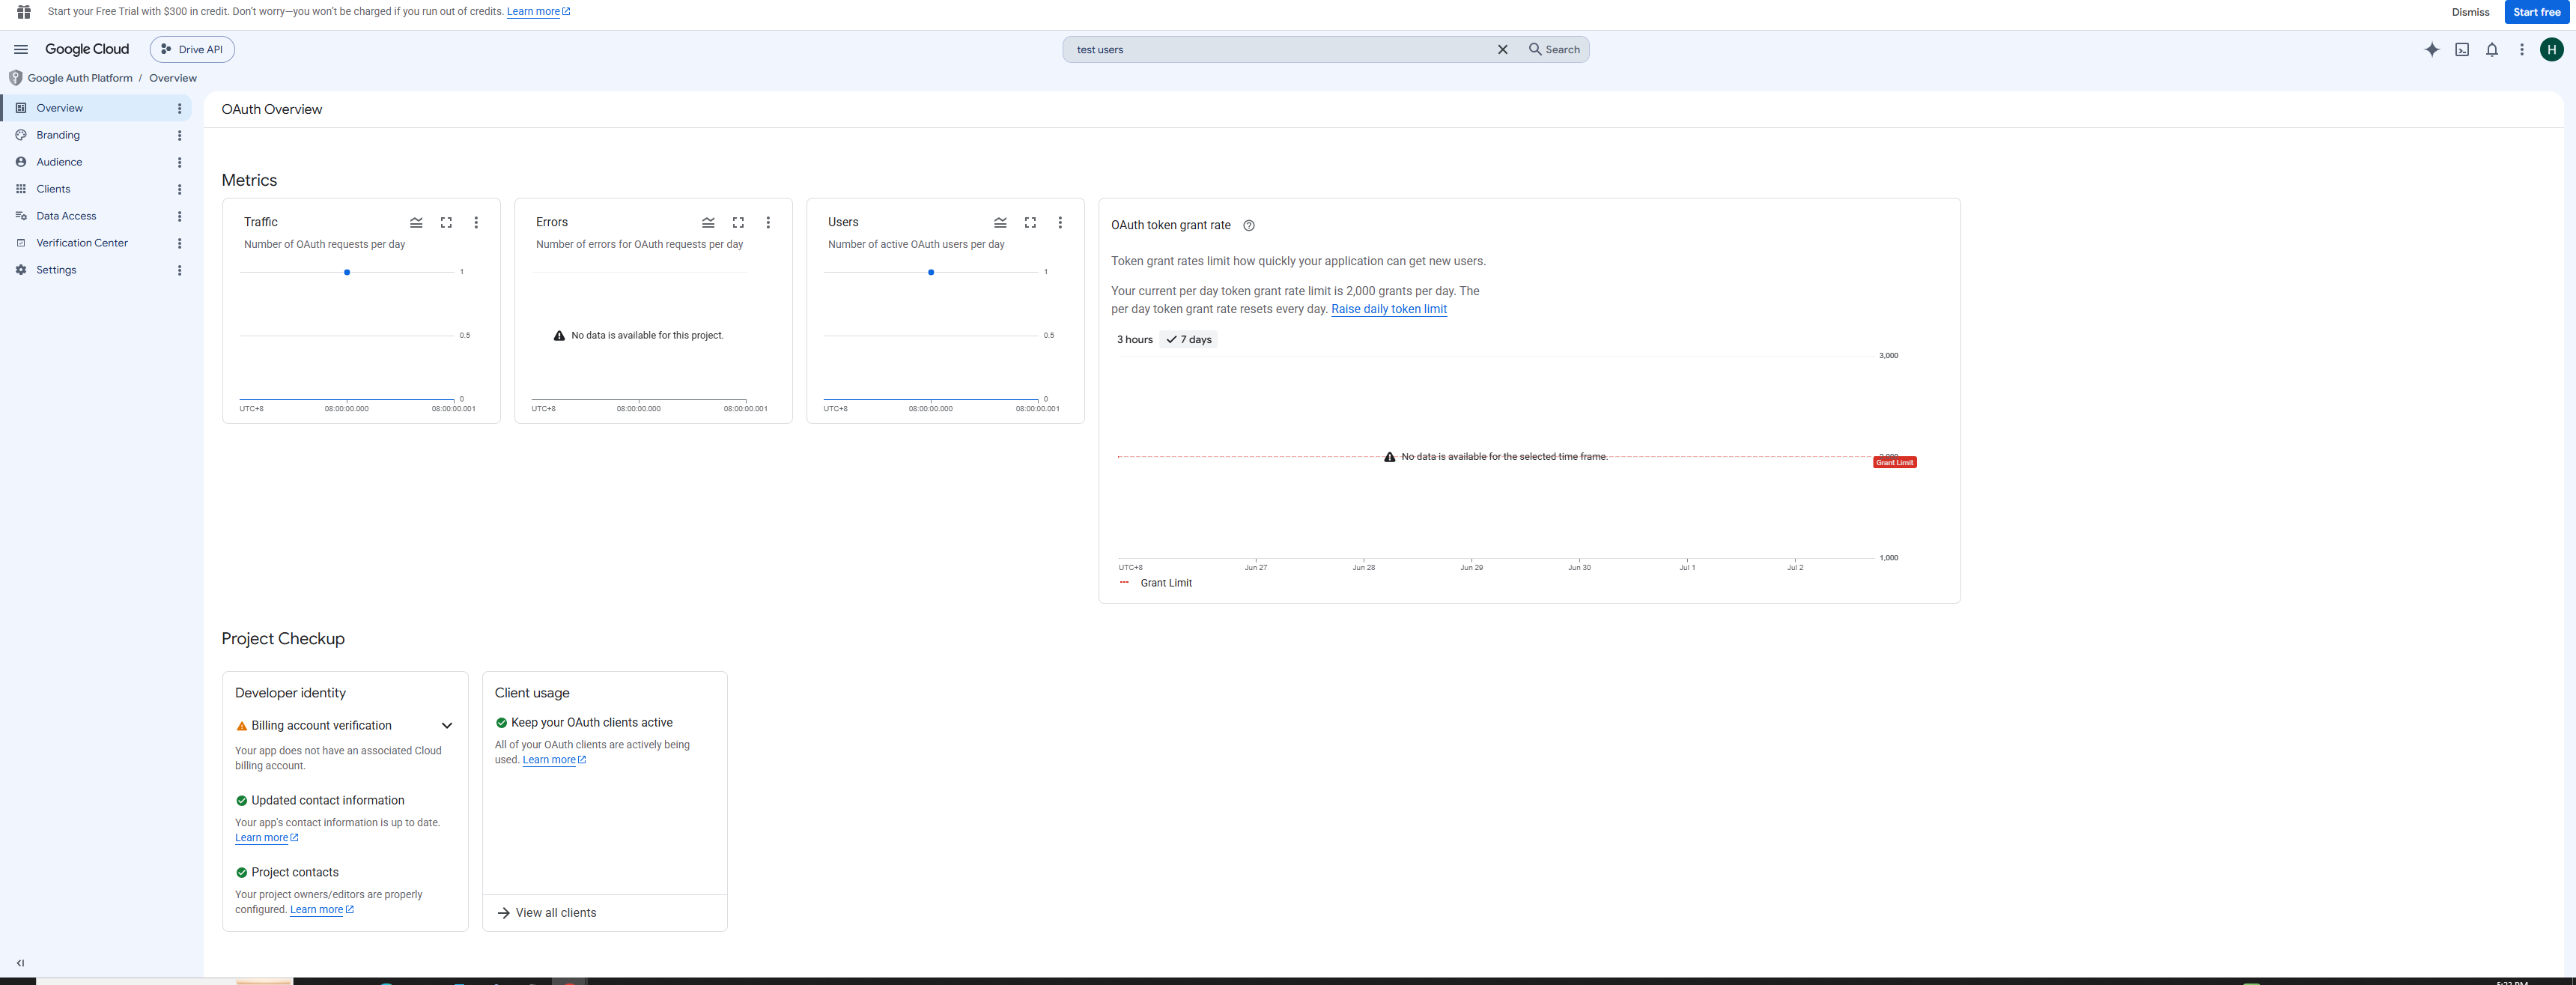 Start your Free Trial with $300 in credit. Don't worry—you won't be charged if you run out of credits. Learn more
Dismiss
Start free
Google Cloud
Drive API
test users
Search
H
Google Auth Platform / Overview
Overview
Branding
Audience
Clients
Data Access
Verification Center
Settings
OAuth Overview
Metrics
Traffic
Number of OAuth requests per day
1
0.5
0
UTC+8 08:00:00.000 08:00:00.001
Errors
Number of errors for OAuth requests per day
No data is available for this project.
UTC+8 08:00:00.000 08:00:00.001
Users
Number of active OAuth users per day
1
0.5
0
UTC+8 08:00:00.000 08:00:00.001
OAuth token grant rate
Token grant rates limit how quickly your application can get new users.
Your current per day token grant rate limit is 2,000 grants per day. The
per day token grant rate resets every day. Raise daily token limit
3 hours 7 days
3,000
No data is available for the selected time frame.
Grant Limit
1,000
UTC+8 Jun 27 Jun 28 Jun 29 Jun 30 Jul 1 Jul 2
Grant Limit
Project Checkup
Developer identity
Billing account verification
Your app does not have an associated Cloud
billing account.
Updated contact information
Your app's contact information is up to date.
Learn more
Project contacts
Your project owners/editors are properly
configured. Learn more
Client usage
Keep your OAuth clients active
All of your OAuth clients are actively being
used. Learn more
View all clients